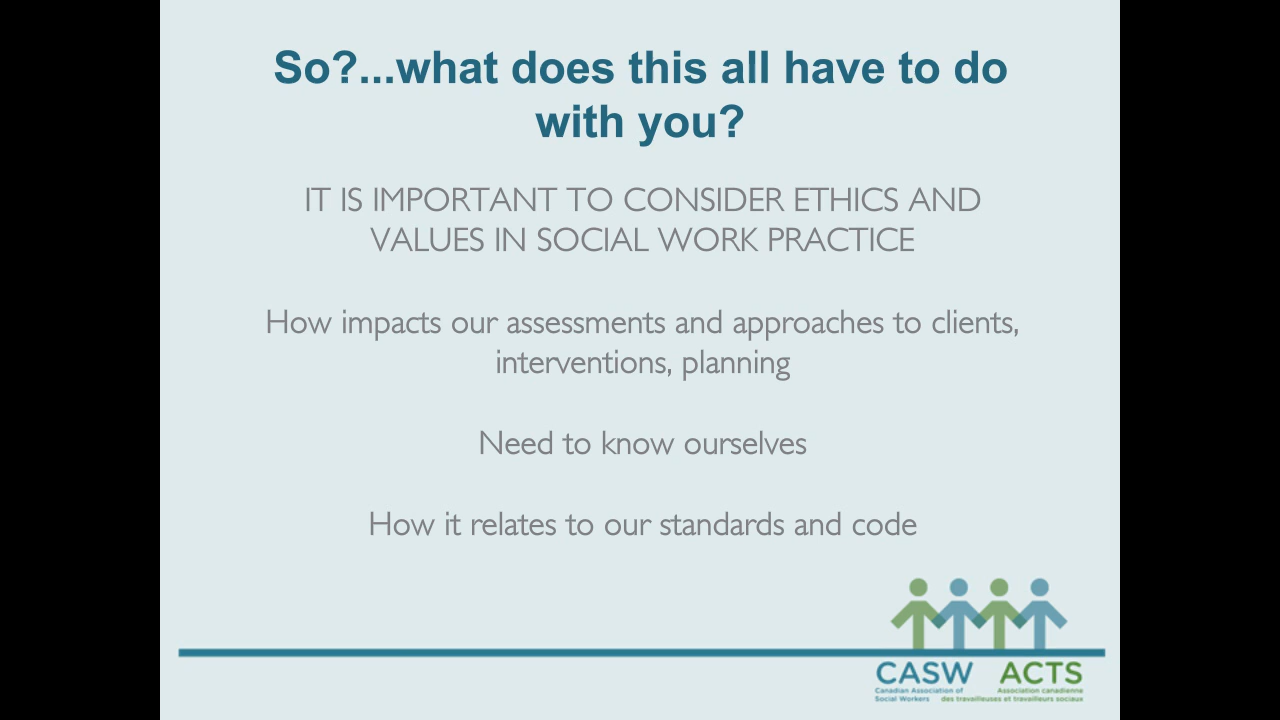 So?...what does this all have to do
with you?
IT IS IMPORTANT TO CONSIDER ETHICS AND
VALUES IN SOCIAL WORK PRACTICE
How impacts our assessments and approaches to clients,
interventions, planning
Need to know ourselves
How it relates to our standards and code
CASW ACTS
Canadian Association of Association canadienne
Social Workers des travailleuses et travailleurs sociaux